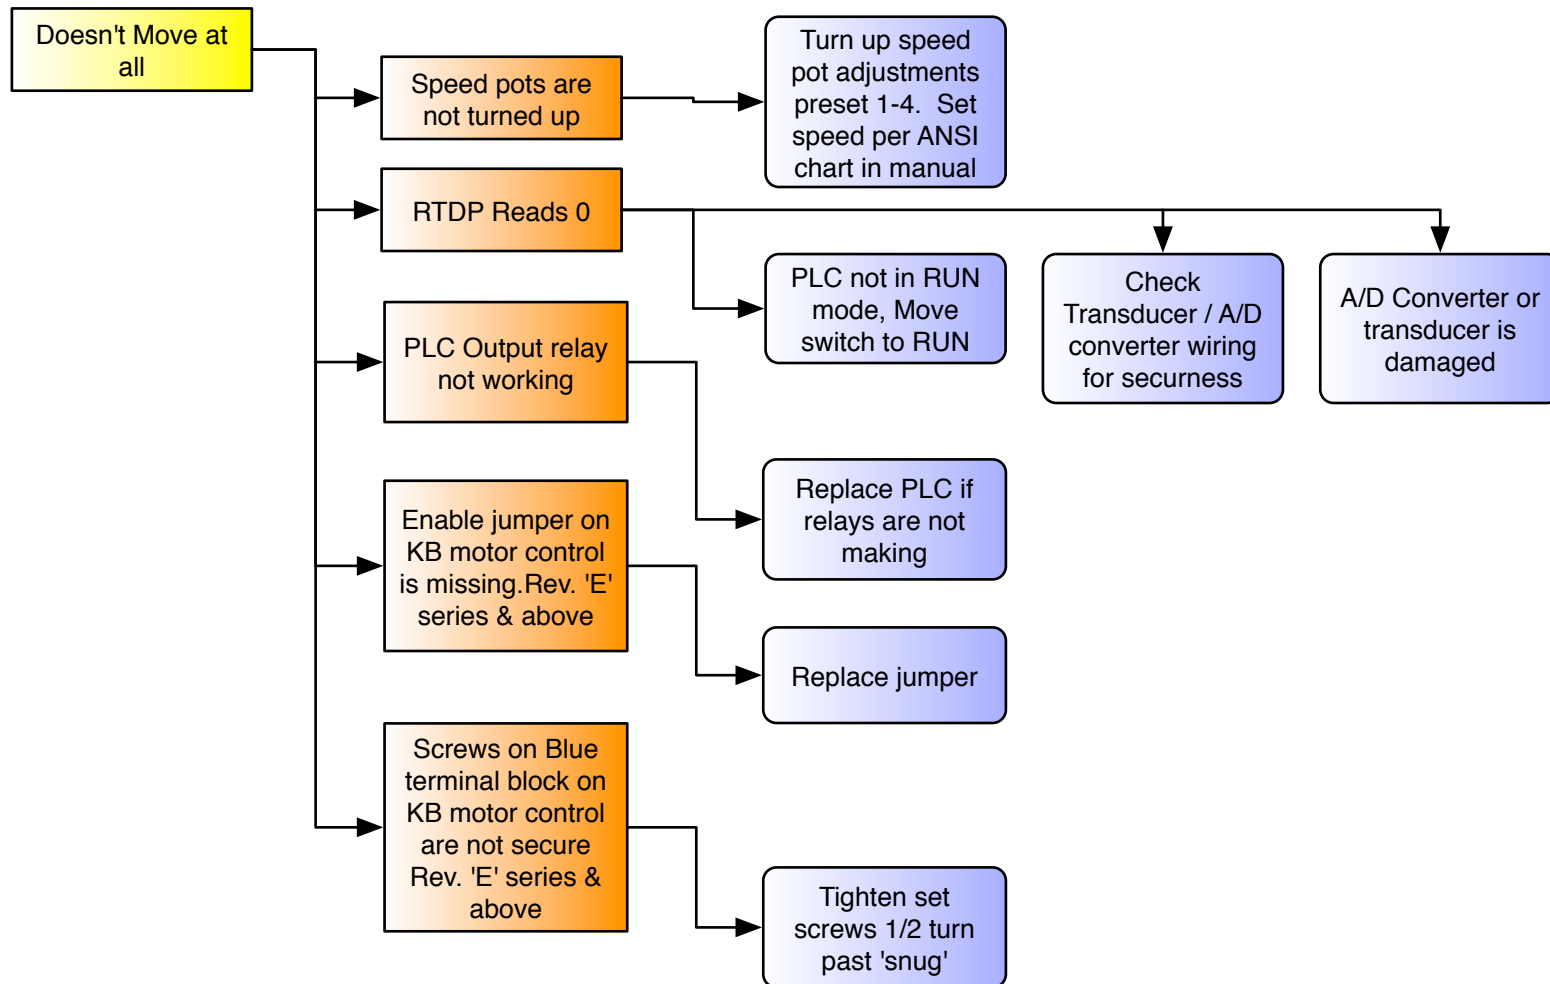 Doesn't Move at
all
Speed pots are
not turned up
Turn up speed
pot adjustments
preset 1-4. Set
speed per ANSI
chart in manual
RTDP Reads 0
PLC not in RUN
mode, Move
switch to RUN
Check
Transducer / A/D
converter wiring
for securness
A/D Converter or
transducer is
damaged
PLC Output relay
not working
Replace PLC if
relays are not
making
Enable jumper on
KB motor control
is missing.Rev. 'E'
series & above
Replace jumper
Screws on Blue
terminal block on
KB motor control
are not secure
Rev. 'E' series &
above
Tighten set
screws 1/2 turn
past 'snug'